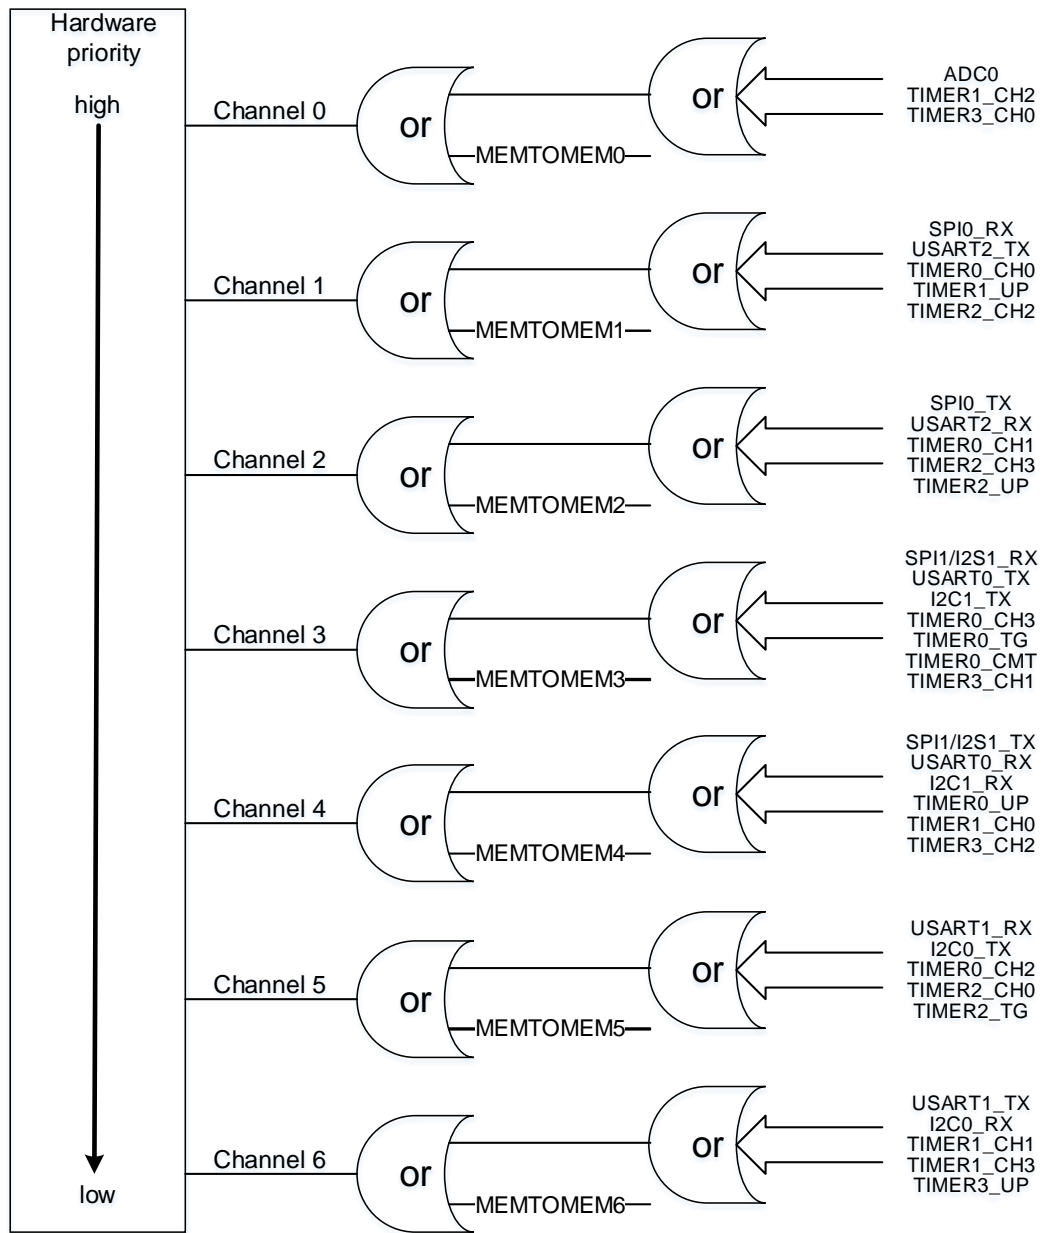 Hardware
priority
high
low
Channel 0
or
MEMTOMEM0
or
ADC0
TIMER1_CH2
TIMER3_CH0
Channel 1
or
MEMTOMEM1
or
SPI0_RX
USART2_TX
TIMER0_CH0
TIMER1_UP
TIMER2_CH2
Channel 2
or
MEMTOMEM2
or
SPI0_TX
USART2_RX
TIMER0_CH1
TIMER2_CH3
TIMER2_UP
Channel 3
or
MEMTOMEM3
or
SPI1/I2S1_RX
USART0_TX
I2C1_TX
TIMER0_CH3
TIMER0_TG
TIMER0_CMT
TIMER3_CH1
Channel 4
or
MEMTOMEM4
or
SPI1/I2S1_TX
USART0_RX
I2C1_RX
TIMER0_UP
TIMER1_CH0
TIMER3_CH2
Channel 5
or
MEMTOMEM5
or
USART1_RX
I2C0_TX
TIMER0_CH2
TIMER2_CH0
TIMER2_TG
Channel 6
or
MEMTOMEM6
or
USART1_TX
I2C0_RX
TIMER1_CH1
TIMER1_CH3
TIMER3_UP